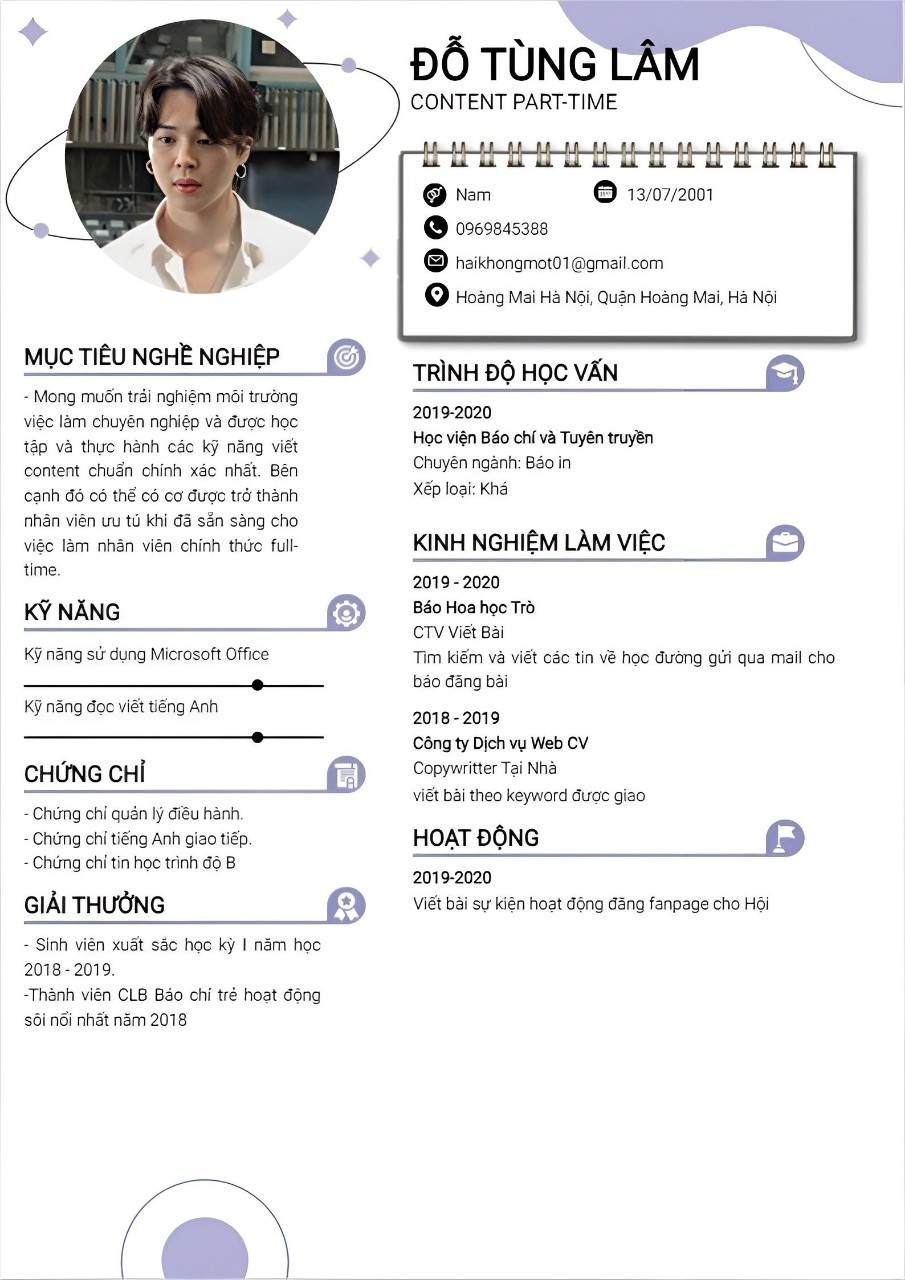 ĐỖ TÙNG LÂM
CONTENT PART-TIME
Nam
13/07/2001
0969845388
haikhongmot01@gmail.com
Hoàng Mai Hà Nội, Quận Hoàng Mai, Hà Nội
MỤC TIÊU NGHỀ NGHIỆP
- Mong muốn trải nghiệm môi trường
việc làm chuyên nghiệp và được học
tập và thực hành các kỹ năng viết
content chuẩn chính xác nhất. Bên
cạnh đó có thể có cơ được trở thành
nhân viên ưu tú khi đã sẵn sàng cho
việc làm nhân viên chính thức full-
time.
KỸ NĂNG
Kỹ năng sử dụng Microsoft Office
Kỹ năng đọc viết tiếng Anh
CHỨNG CHỈ
- Chứng chỉ quản lý điều hành.
- Chứng chỉ tiếng Anh giao tiếp.
- Chứng chỉ tin học trình độ B
GIẢI THƯỞNG
- Sinh viên xuất sắc học kỳ I năm học
2018 - 2019.
-Thành viên CLB Báo chí trẻ hoạt động
sôi nổi nhất năm 2018
TRÌNH ĐỘ HỌC VẤN
2019-2020
Học viện Báo chí và Tuyên truyền
Chuyên ngành: Báo in
Xếp loại: Khá
KINH NGHIỆM LÀM VIỆC
2019 - 2020
Báo Hoa học Trò
CTV Viết Bài
Tìm kiếm và viết các tin về học đường gửi qua mail cho
báo đăng bài
2018 - 2019
Công ty Dịch vụ Web CV
Copywritter Tại Nhà
viết bài theo keyword được giao
HOẠT ĐỘNG
2019-2020
Viết bài sự kiện hoạt động đăng fanpage cho Hội